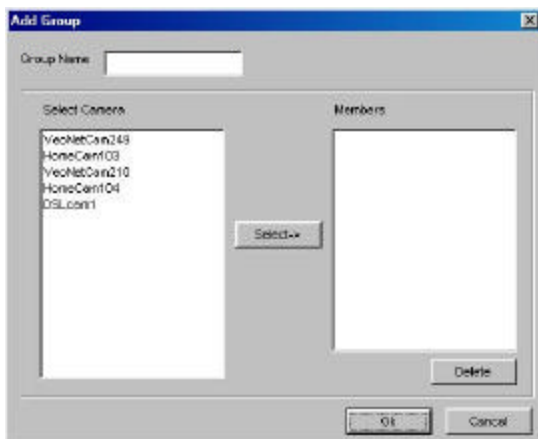 Add Group
Group Name
Select Camera
Members
VeoNetCam249
HomeCam103
VeoNetCam210
HomeCam104
DSLcam1
Select->
Delete
Ok
Cancel